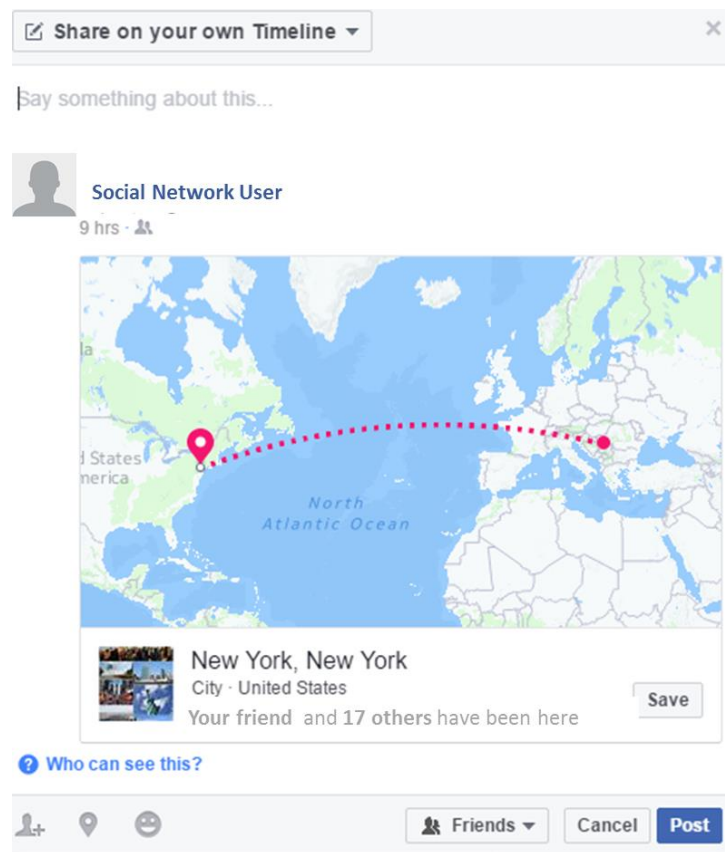 Share on your own Timeline
Say something about this...
Social Network User
9 hrs ·
la
States
merica
North
Atlantic Ocean
New York, New York
City · United States
Your friend and 17 others have been here
Save
Who can see this?
Friends
Cancel
Post